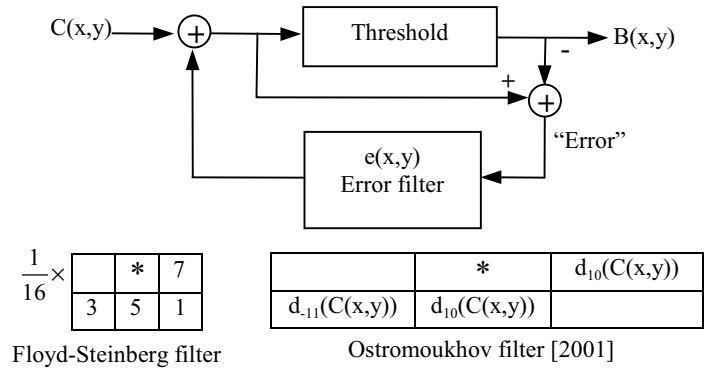 C(x,y) + Threshold B(x,y)
-
+ +
"Error"
e(x,y)
Error filter
1/16 × * 7
3 5 1
* d₁₀(C(x,y))
d₋₁₁(C(x,y)) d₁₀(C(x,y))
Floyd-Steinberg filter Ostromoukhov filter [2001]